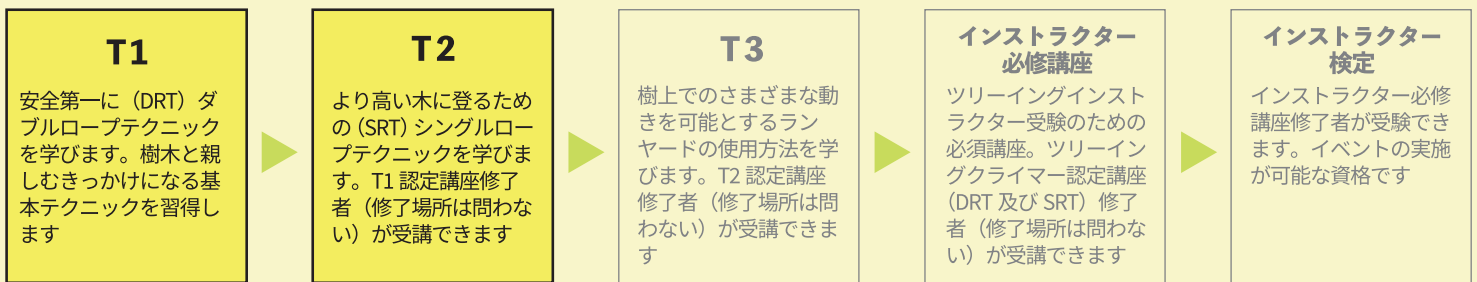 T1
安全第一に（DRT）ダ
ブルロープテクニック
を学びます。樹木と親
しむきっかけになる基
本テクニックを習得し
ます
T2
より高い木に登るため
の（SRT）シングルロー
プテクニックを学びま
す。T1 認定講座修了
者（修了場所は問わな
い）が受講できます
T3
樹上でのさまざまな動
きを可能とするラン
ヤードの使用方法を学
びます。T2 認定講座
修了者（修了場所は問
わない）が受講できま
す
インストラクター
必修講座
ツリーイングインスト
ラクター受験のための
必須講座。ツリーイン
グクライマー認定講座
（DRT 及び SRT）修了
者（修了場所は問わな
い）が受講できます
インストラクター
検定
インストラクター必修
講座修了者が受験でき
ます。イベントの実施
が可能な資格です